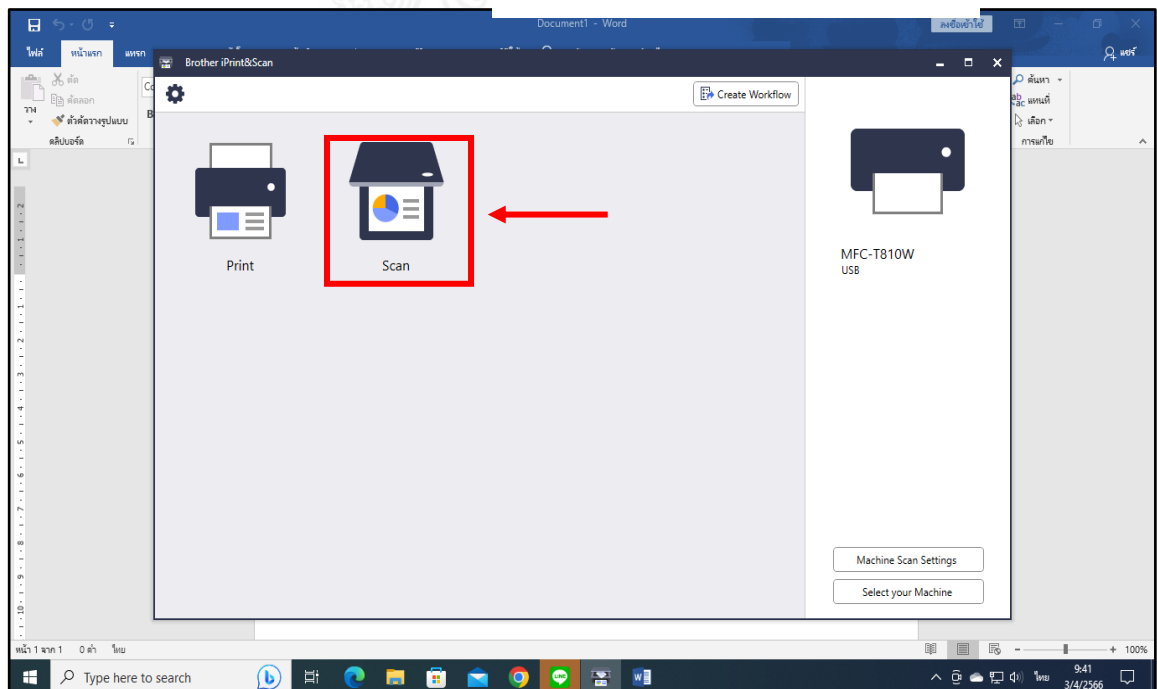 Document1 - Word
ลงชื่อเข้าใช้
ไฟล์
หน้าแรก
แทรก
แชร์
วาง
ตัด
คัดลอก
ตัวคัดวางรูปแบบ
คลิปบอร์ด
ค้นหา
แทนที่
เลือก
การแก้ไข
Brother iPrint&Scan
Create Workflow
Print
Scan
MFC-T810W
USB
Machine Scan Settings
Select your Machine
หน้า 1 จาก 1 0 คำ ไทย
100%
Type here to search
LINE
ไทย
9:41
3/4/2566